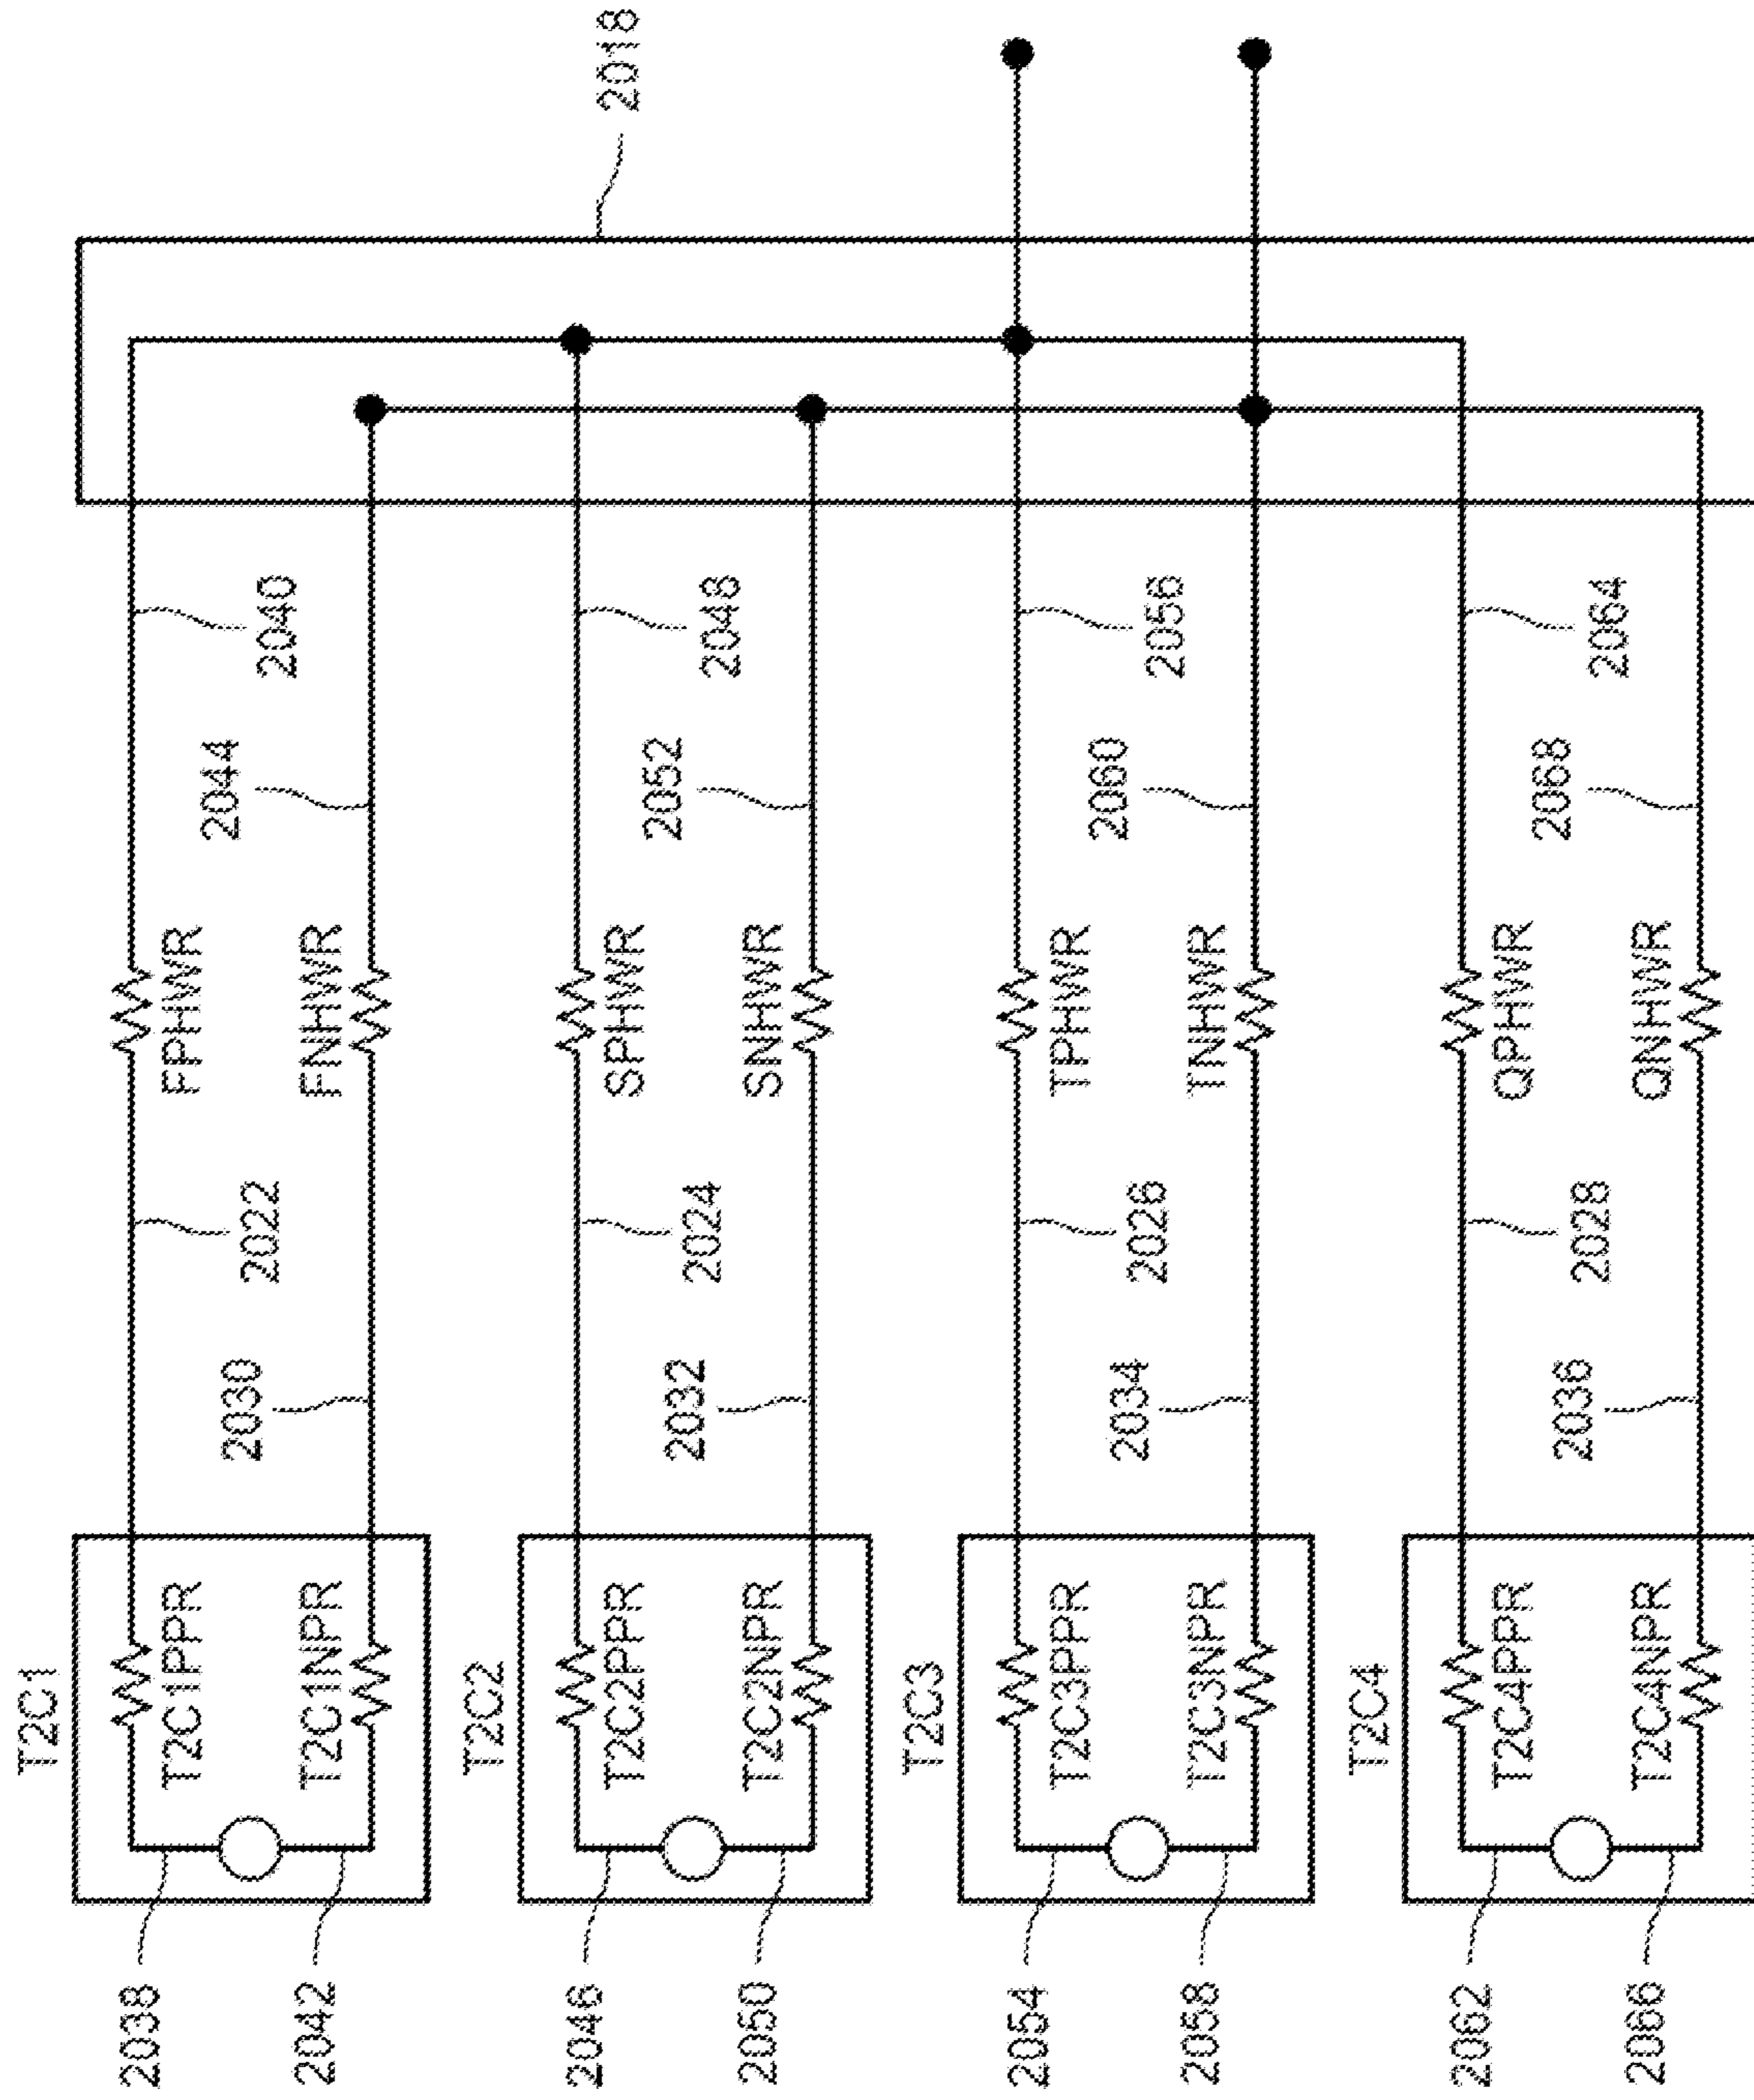 2018
T2C1
2038
T2C1PPR
2022
FPHWR
2040
2042
T2C1NPR
2030
FNHWR
2044
T2C2
2046
T2C2PPR
2024
SPHWR
2048
2050
T2C2NPR
2032
SNHWR
2052
T2C3
2054
T2C3PPR
2026
TPHWR
2056
2058
T2C3NPR
2034
TNHWR
2060
T2C4
2062
T2C4PPR
2028
QPHWR
2064
2066
T2C4NPR
2036
QNHWR
2068